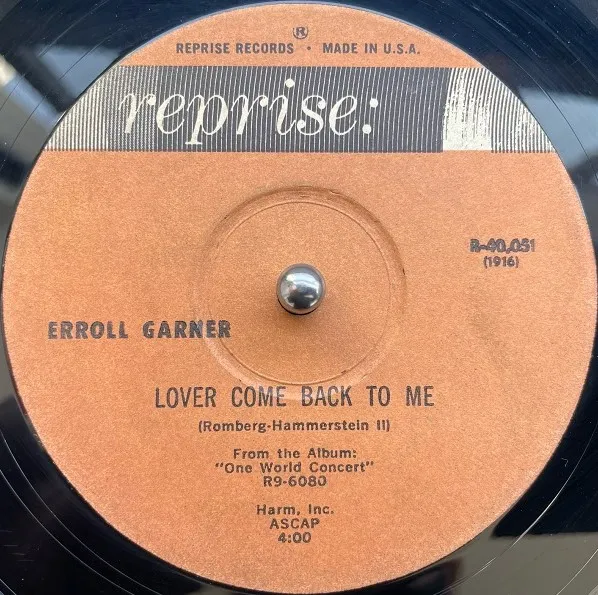 ®
REPRISE RECORDS • MADE IN U.S.A.
reprise:
R-40,051
(1916)
ERROLL GARNER
LOVER COME BACK TO ME
(Romberg-Hammerstein II)
From the Album:
"One World Concert"
R9-6080
Harm, Inc.
ASCAP
4:00